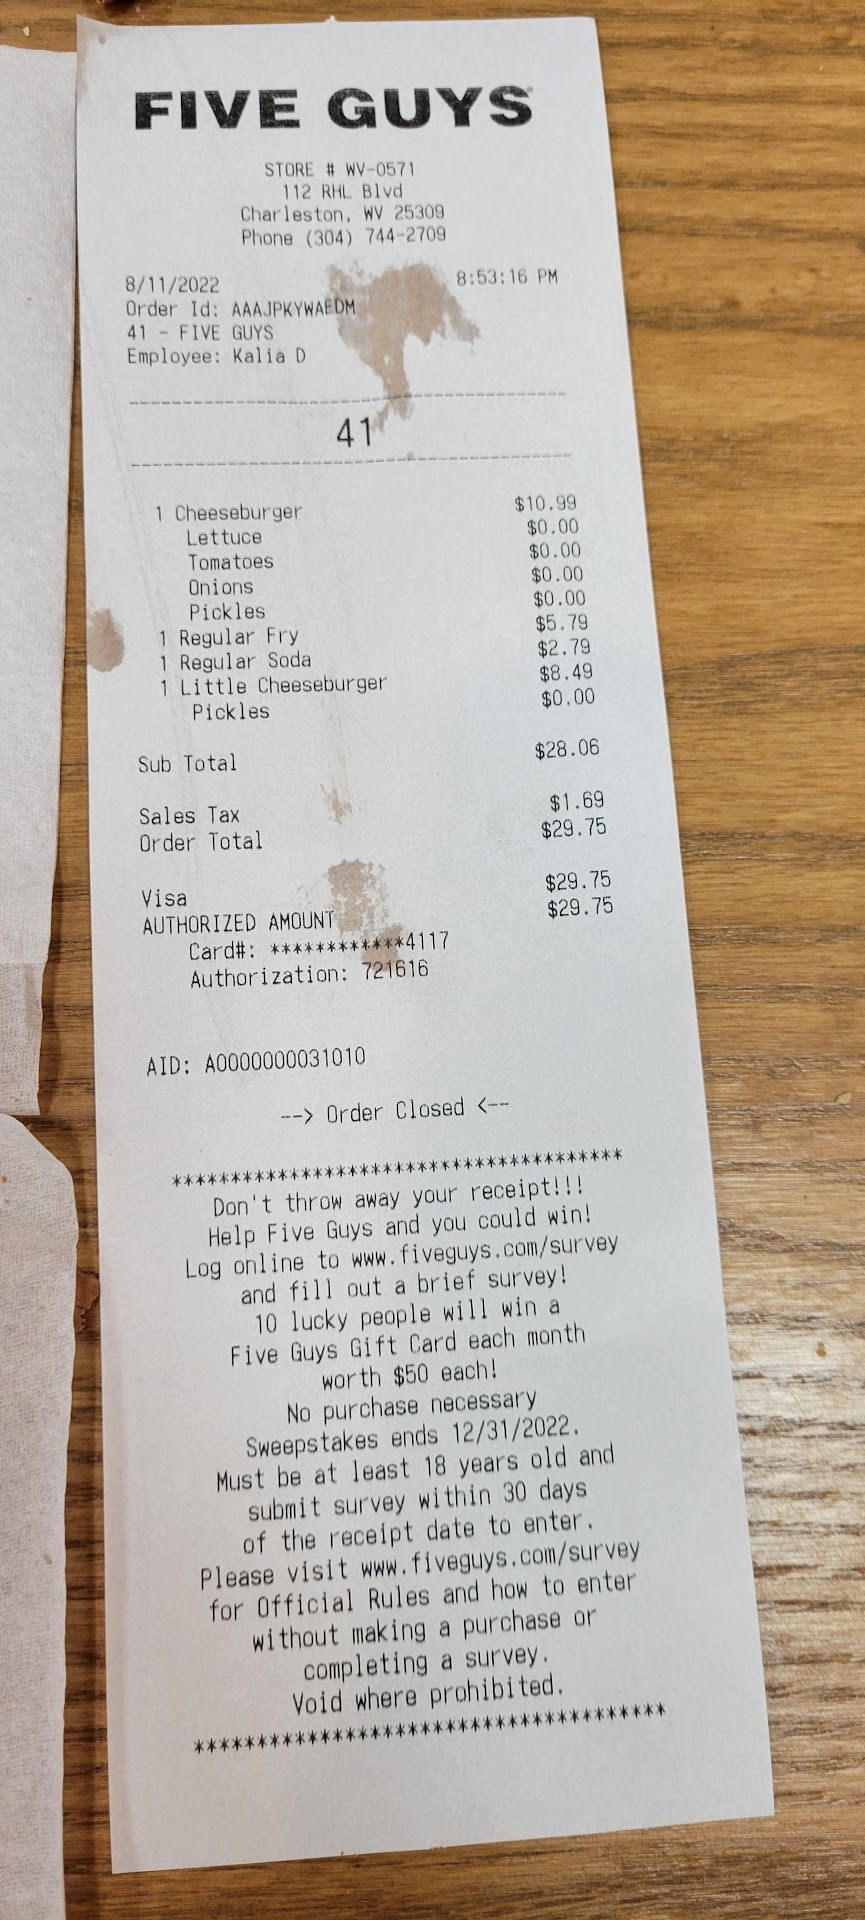 FIVE GUYS
STORE # WV-0571
112 RHL Blvd
Charleston, WV 25309
Phone (304) 744-2709
8/11/2022 8:53:16 PM
Order Id: AAAJPKYWAEDM
41 - FIVE GUYS
Employee: Kalia D
41
1 Cheeseburger $10.99
Lettuce $0.00
Tomatoes $0.00
Onions $0.00
Pickles $0.00
1 Regular Fry $5.79
1 Regular Soda $2.79
1 Little Cheeseburger $8.49
Pickles $0.00
Sub Total $28.06
Sales Tax $1.69
Order Total $29.75
Visa $29.75
AUTHORIZED AMOUNT $29.75
Card#: ************4117
Authorization: 721616
AID: A0000000031010
--> Order Closed <--
***************************************
Don't throw away your receipt!!!
Help Five Guys and you could win!
Log online to www.fiveguys.com/survey
and fill out a brief survey!
10 lucky people will win a
Five Guys Gift Card each month
worth $50 each!
No purchase necessary
Sweepstakes ends 12/31/2022.
Must be at least 18 years old and
submit survey within 30 days
of the receipt date to enter.
Please visit www.fiveguys.com/survey
for Official Rules and how to enter
without making a purchase or
completing a survey.
Void where prohibited.
***************************************